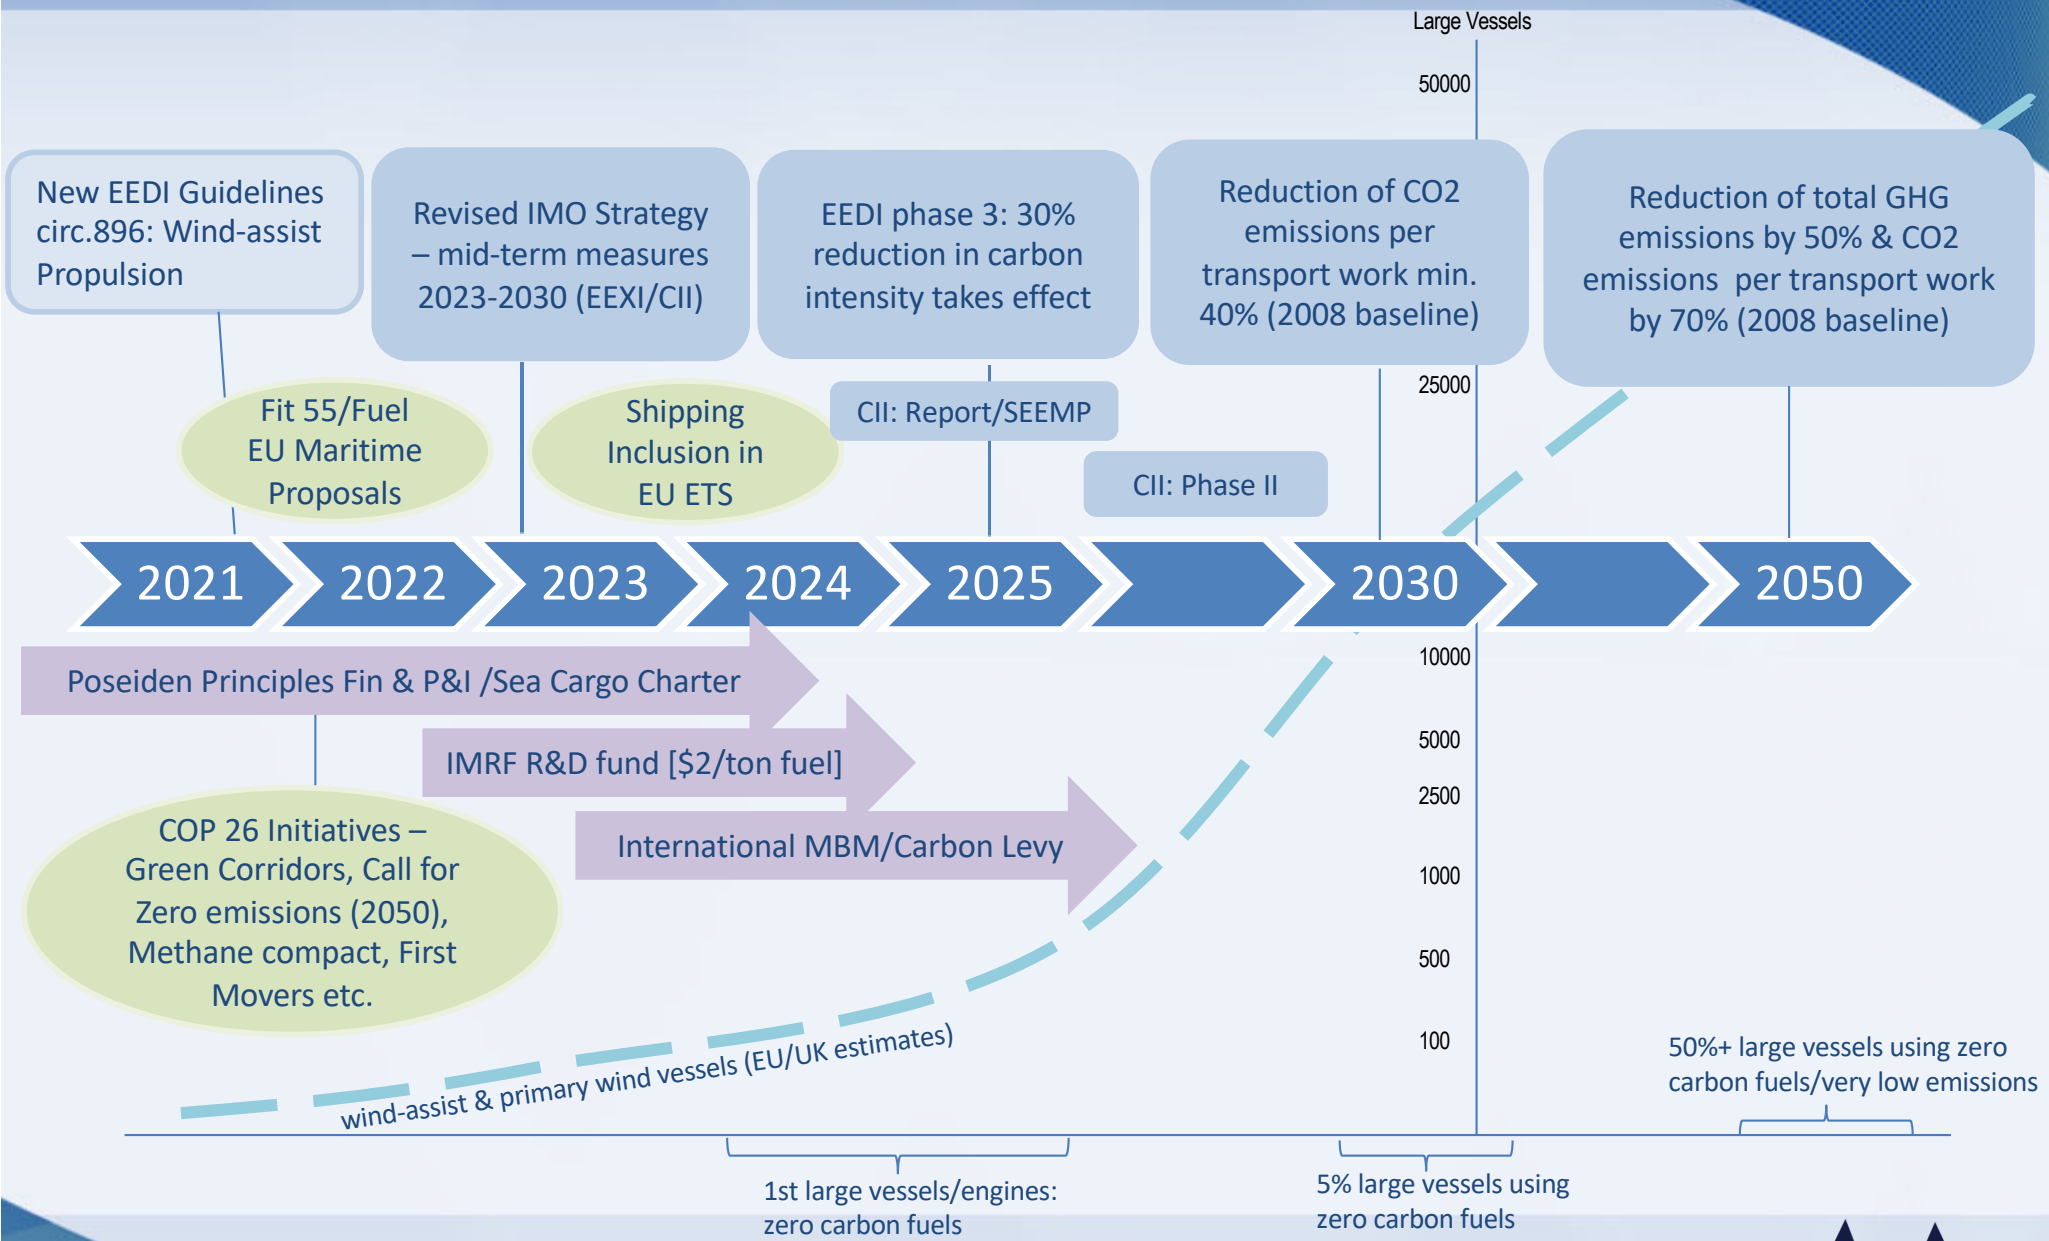 Large Vessels
50000
New EEDI Guidelines
circ.896: Wind-assist
Propulsion
Revised IMO Strategy
– mid-term measures
2023-2030 (EEXI/CII)
EEDI phase 3: 30%
reduction in carbon
intensity takes effect
Reduction of CO2
emissions per
transport work min.
40% (2008 baseline)
Reduction of total GHG
emissions by 50% & CO2
emissions per transport work
by 70% (2008 baseline)
25000
Fit 55/Fuel
EU Maritime
Proposals
Shipping
Inclusion in
EU ETS
CII: Report/SEEMP
CII: Phase II
2021
2022
2023
2024
2025
2030
2050
10000
5000
2500
1000
500
100
Poseiden Principles Fin & P&I /Sea Cargo Charter
IMRF R&D fund [$2/ton fuel]
International MBM/Carbon Levy
COP 26 Initiatives –
Green Corridors, Call for
Zero emissions (2050),
Methane compact, First
Movers etc.
wind-assist & primary wind vessels (EU/UK estimates)
50%+ large vessels using zero
carbon fuels/very low emissions
1st large vessels/engines:
zero carbon fuels
5% large vessels using
zero carbon fuels